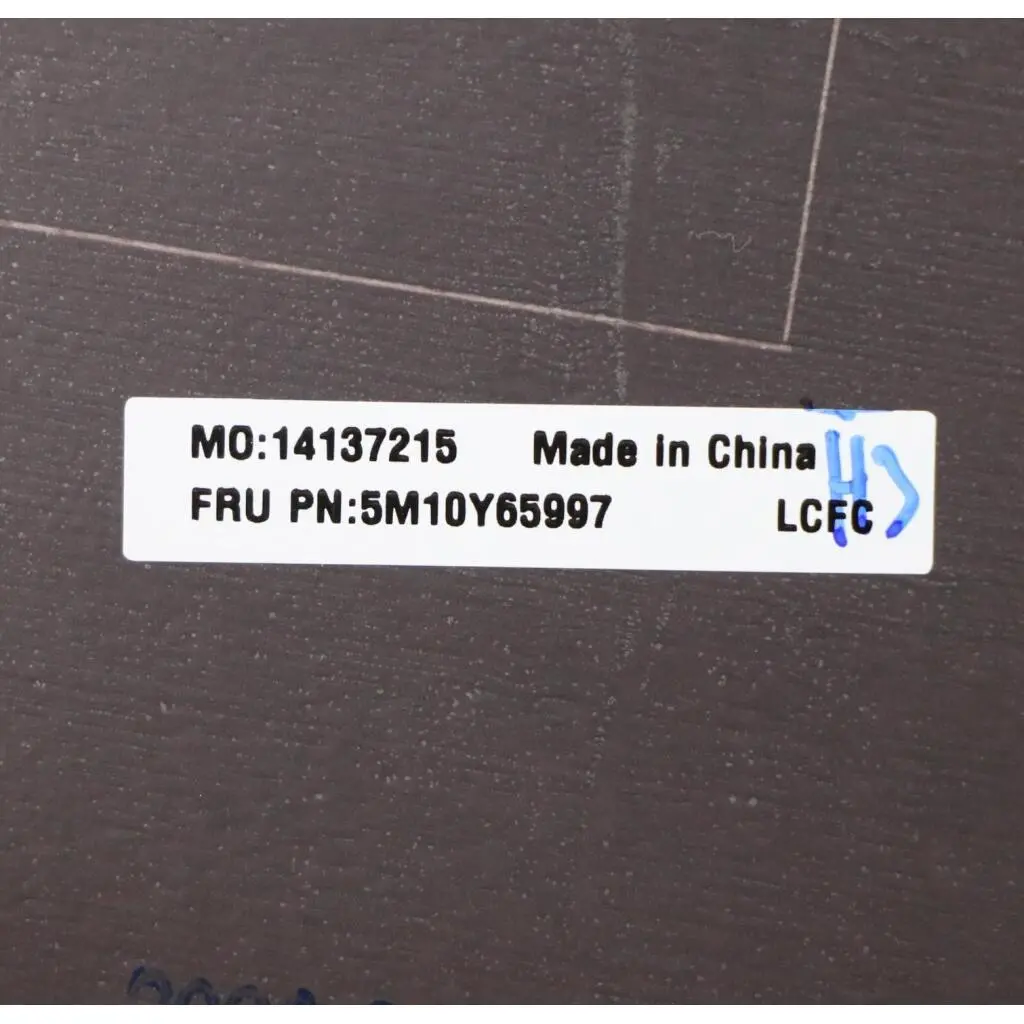 MO:14137215 Made in China
FRU PN:5M10Y65997 LCFC